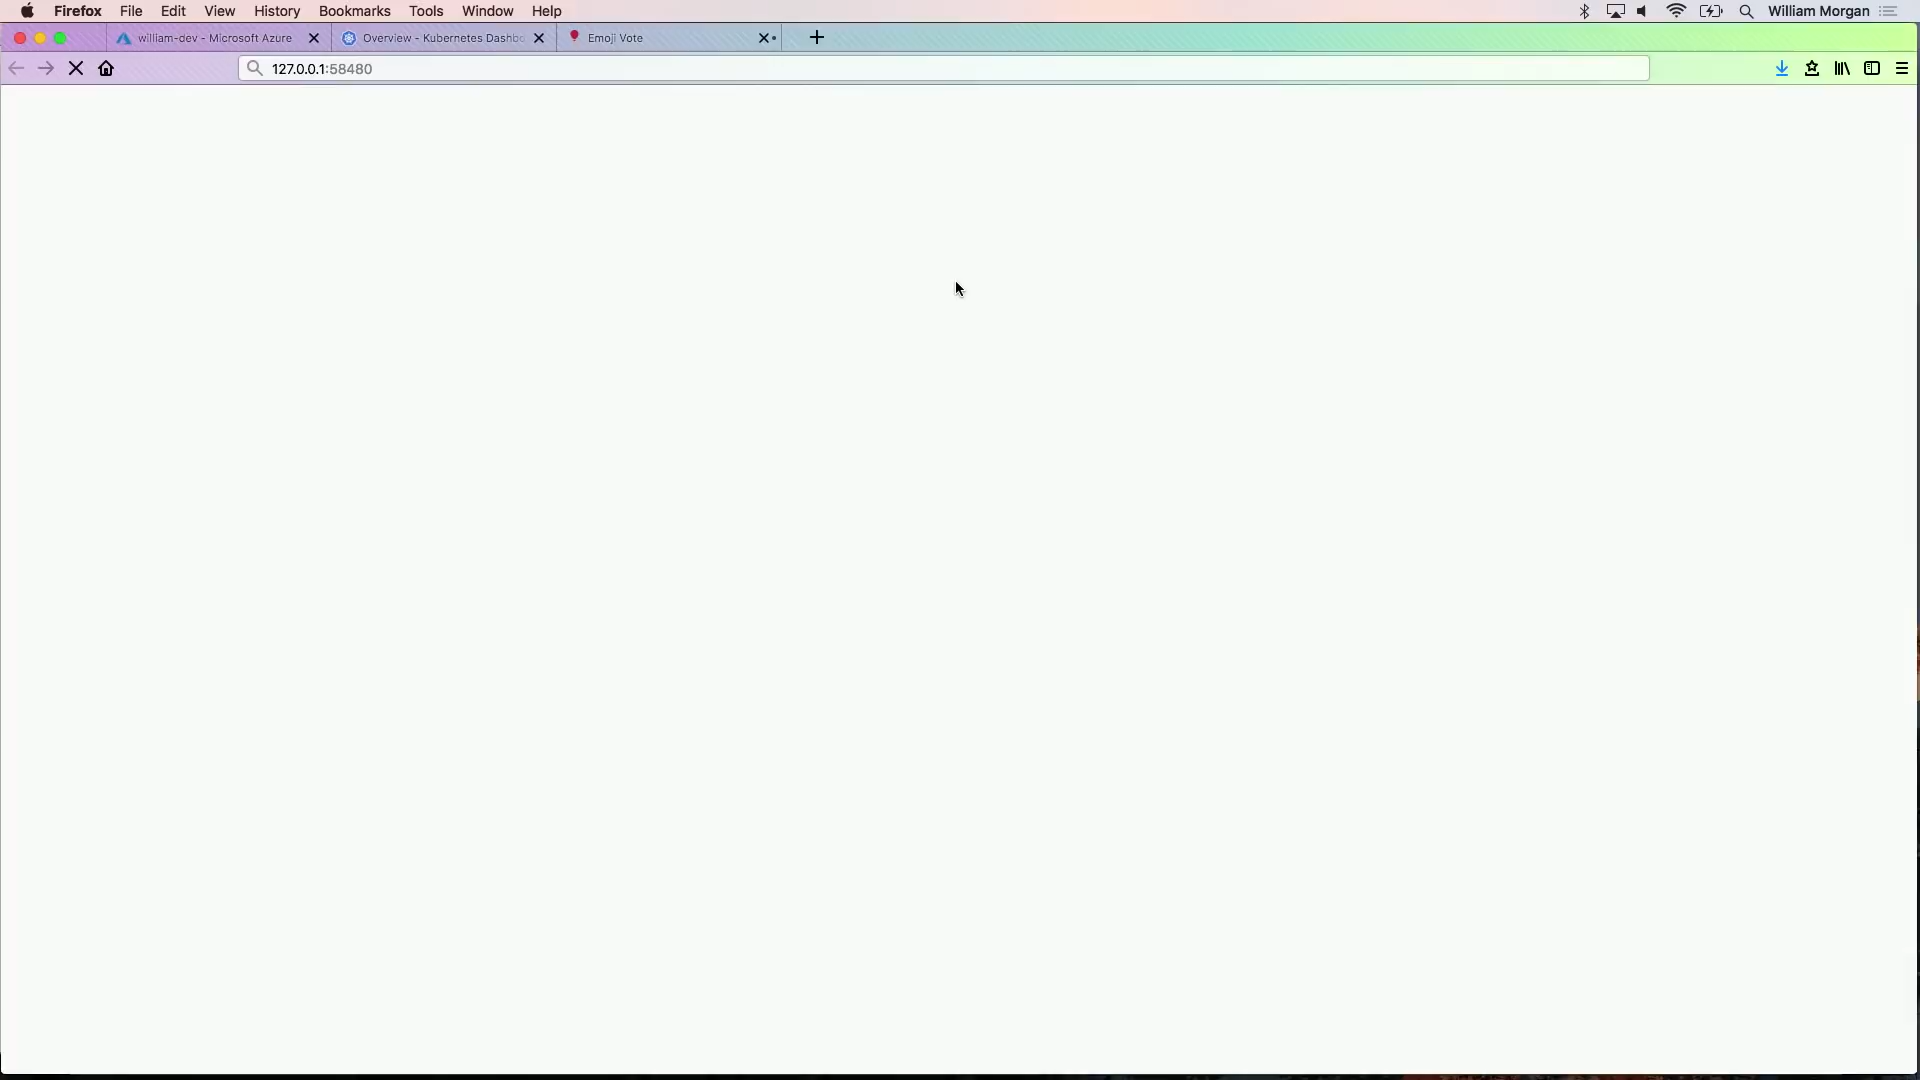 Firefox File Edit View History Bookmarks Tools Window Help William Morgan
william-dev - Microsoft Azure Overview - Kubernetes Dashbo Emoji Vote
127.0.0.1:58480